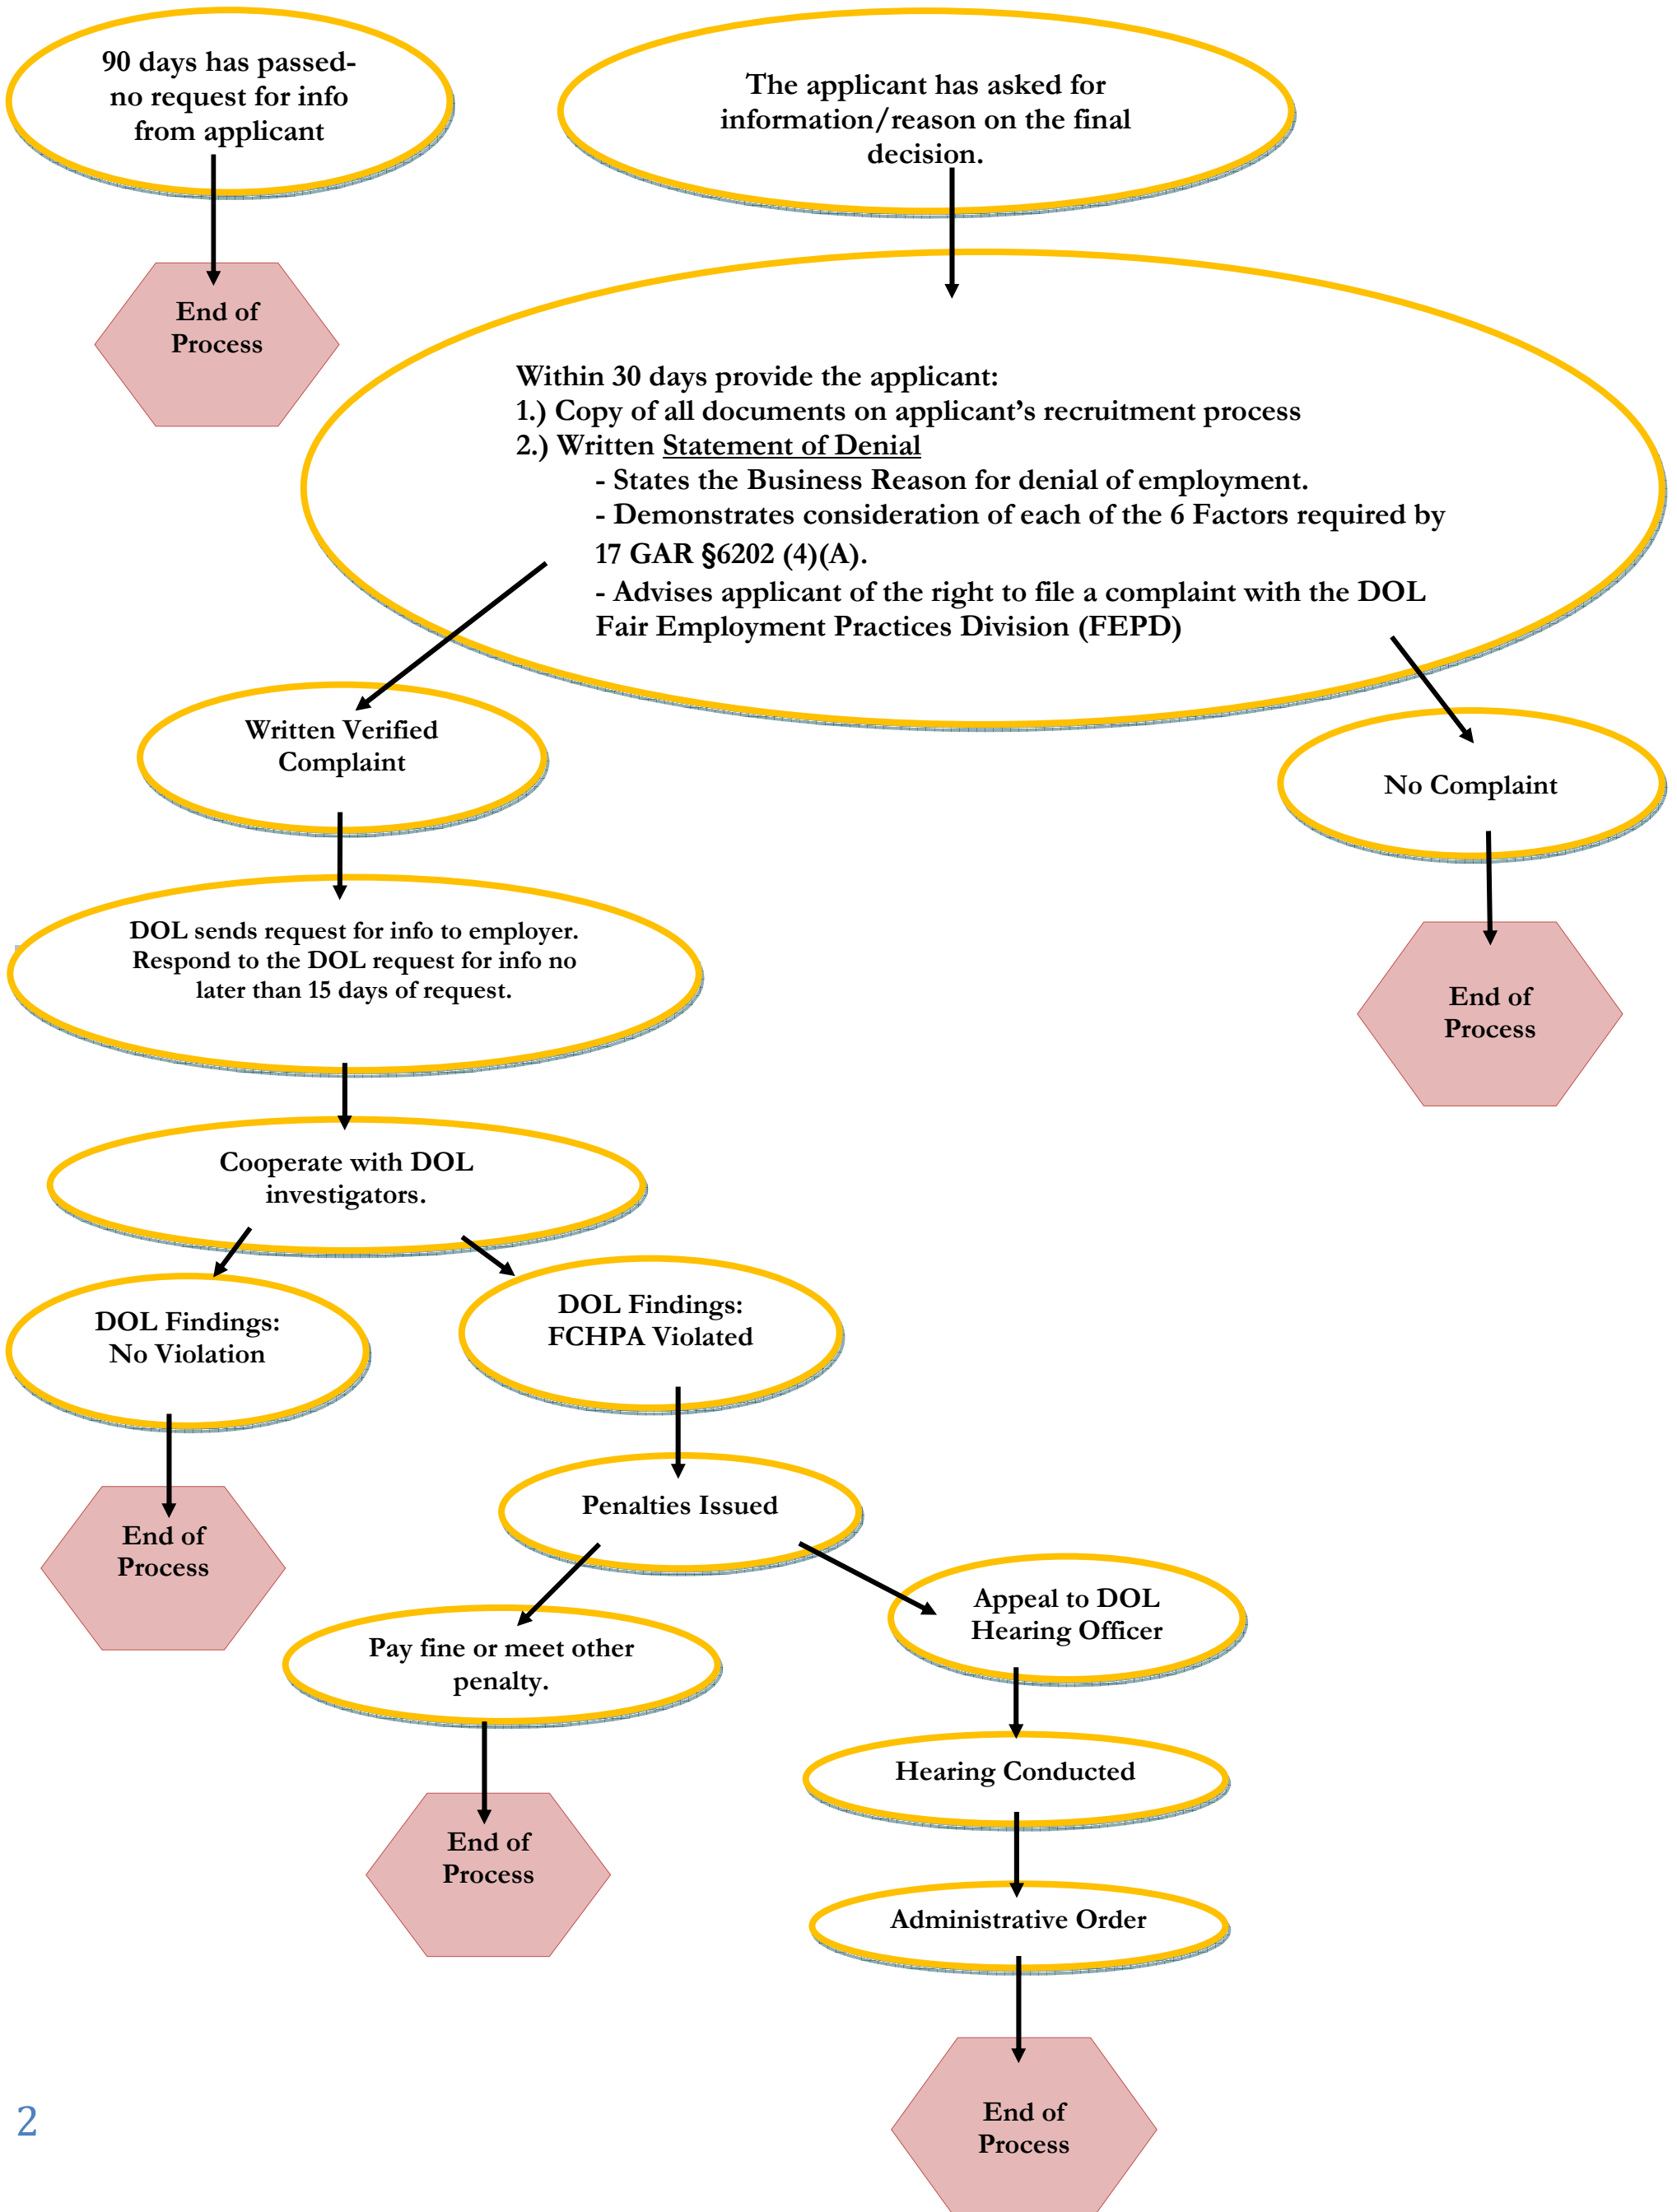 90 days has passed-
no request for info
from applicant
The applicant has asked for
information/reason on the final
decision.
End of
Process
Within 30 days provide the applicant:
1.) Copy of all documents on applicant’s recruitment process
2.) Written Statement of Denial
- States the Business Reason for denial of employment.
- Demonstrates consideration of each of the 6 Factors required by
17 GAR §6202 (4)(A).
- Advises applicant of the right to file a complaint with the DOL
Fair Employment Practices Division (FEPD)
Written Verified
Complaint
No Complaint
DOL sends request for info to employer.
Respond to the DOL request for info no
later than 15 days of request.
End of
Process
Cooperate with DOL
investigators.
DOL Findings:
No Violation
DOL Findings:
FCHPA Violated
Penalties Issued
End of
Process
Appeal to DOL
Hearing Officer
Pay fine or meet other
penalty.
Hearing Conducted
End of
Process
Administrative Order
End of
Process
2